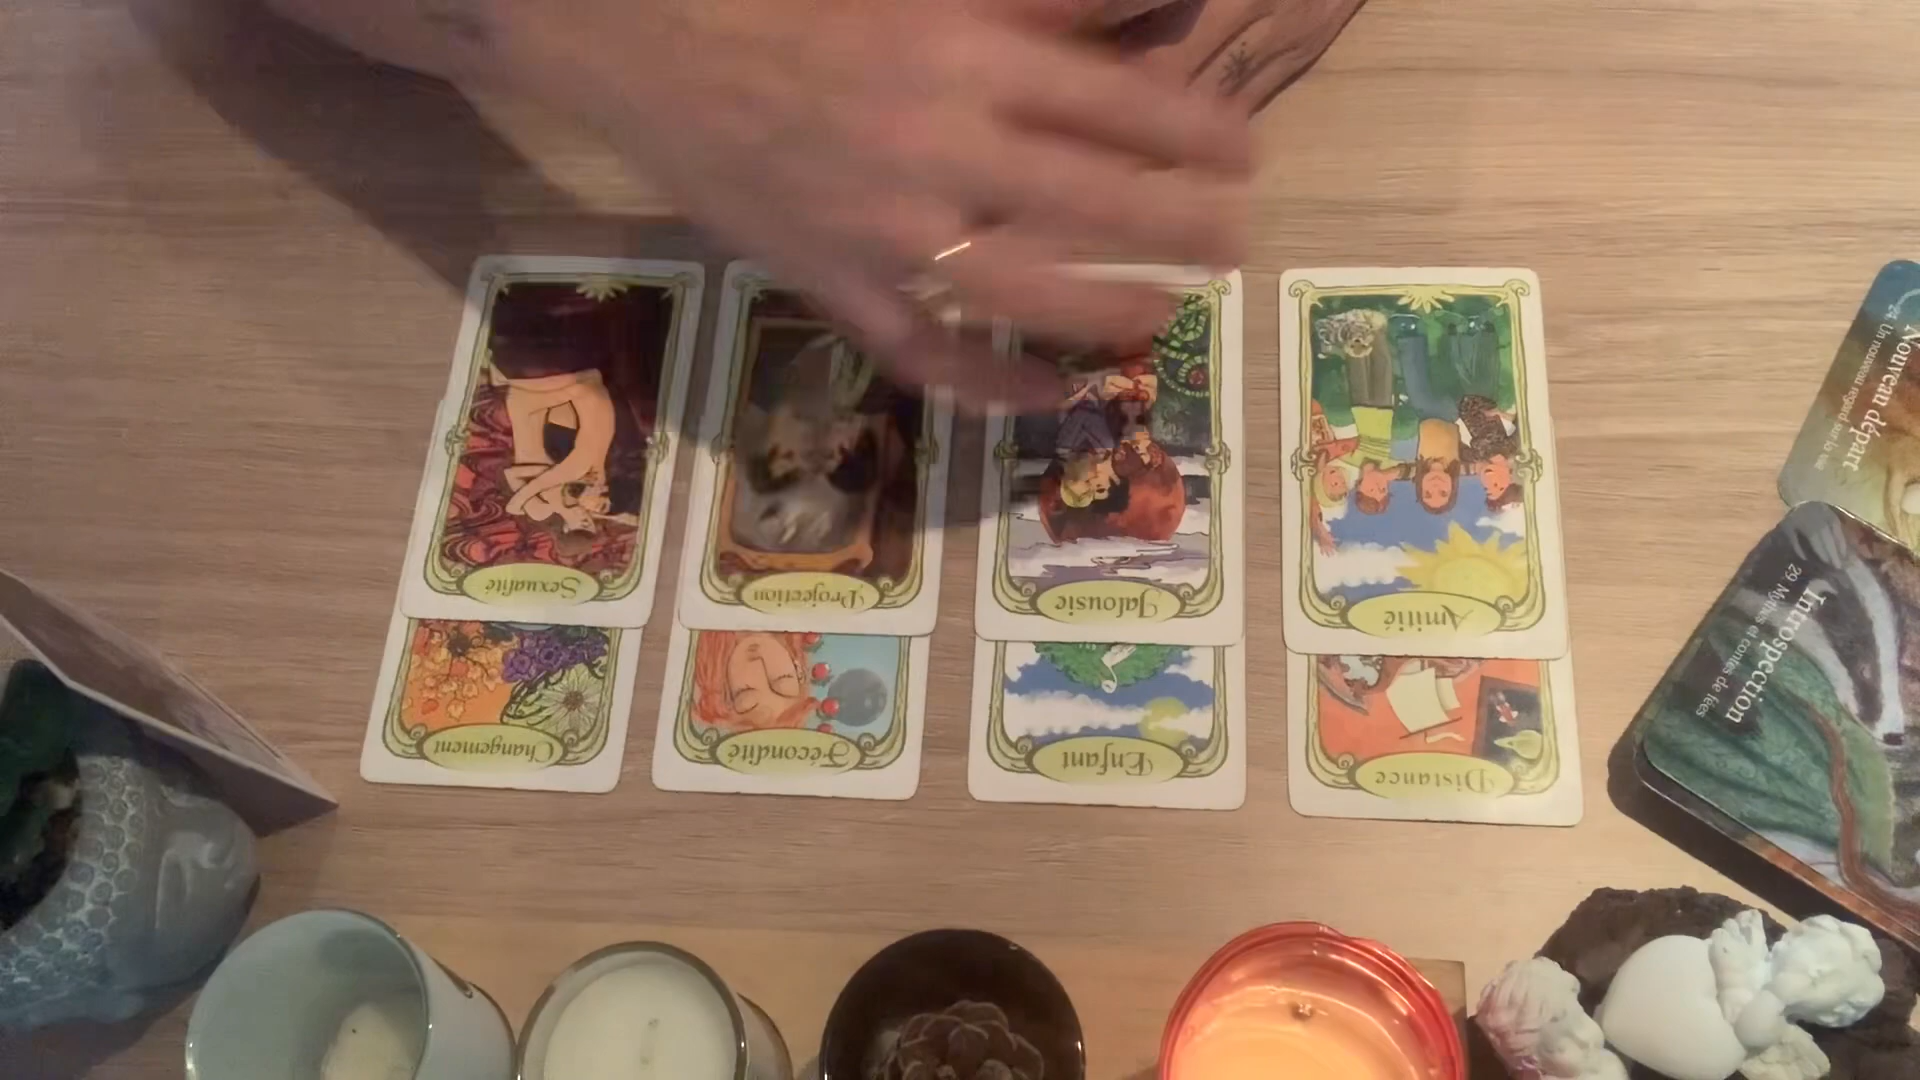 Sexualité
Projection
Jalousie
Amitié
Changement
Fécondité
Enfant
Distance
Nouveau départ
24. Un nouveau regard sur la vie
Introspection
29. Mythes et contes de fées